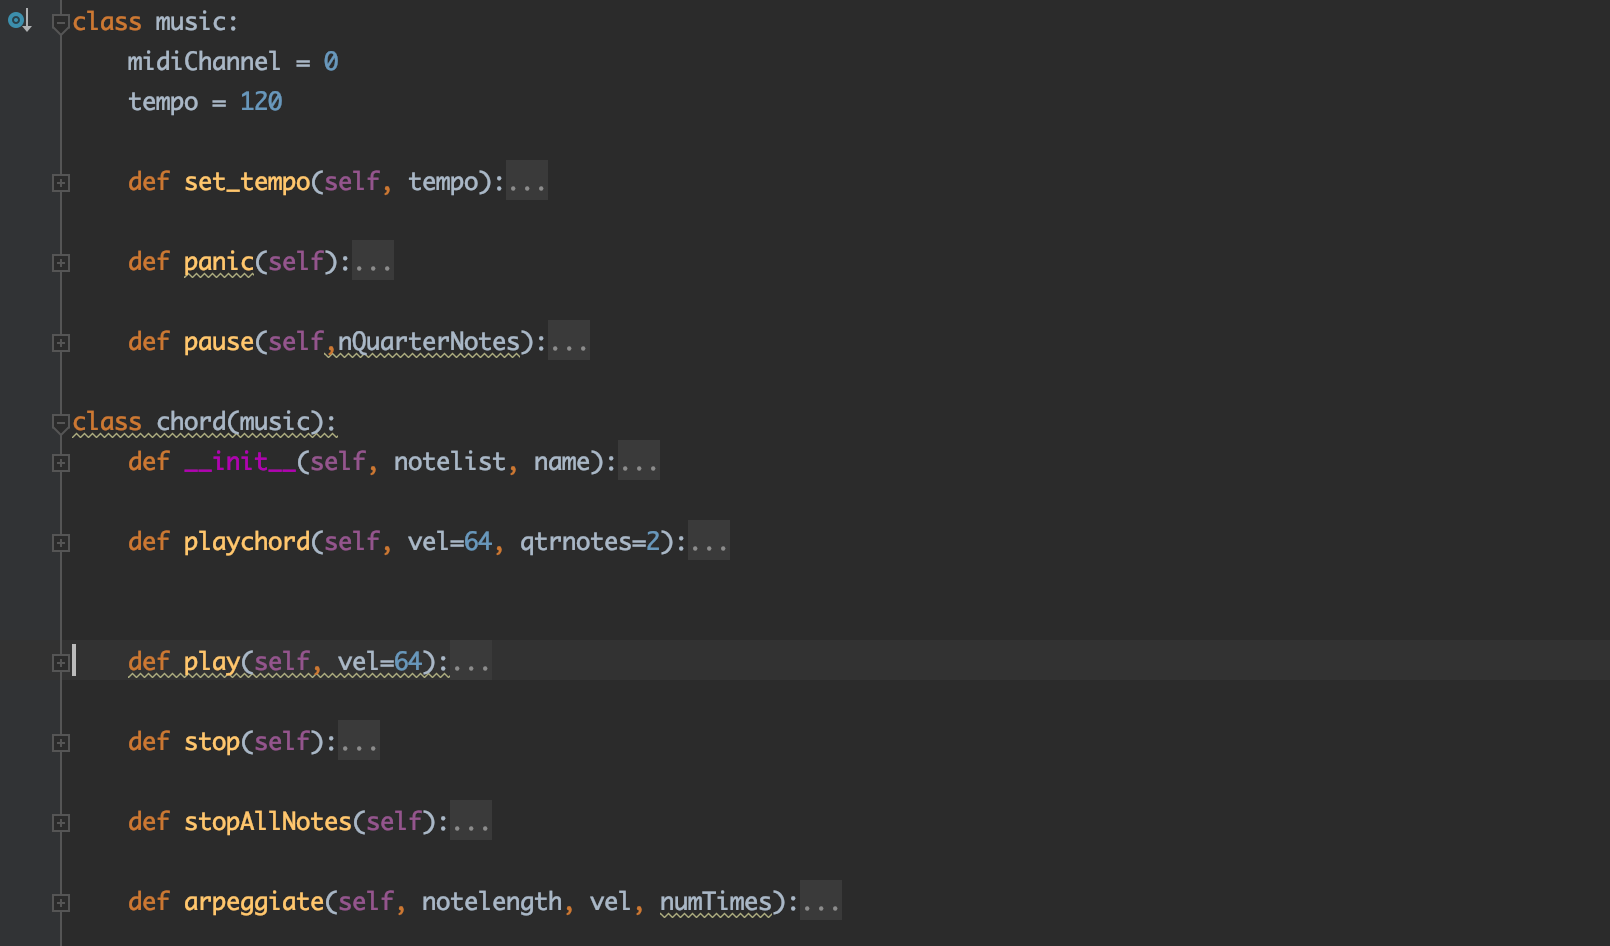 class music:
    midiChannel = 0
    tempo = 120
    def set_tempo(self, tempo):...
    def panic(self):...
    def pause(self,nQuarterNotes):...
class chord(music):
    def __init__(self, notelist, name):...
    def playchord(self, vel=64, qtrnotes=2):...
    def play(self, vel=64):...
    def stop(self):...
    def stopAllNotes(self):...
    def arpeggiate(self, notelength, vel, numTimes):...